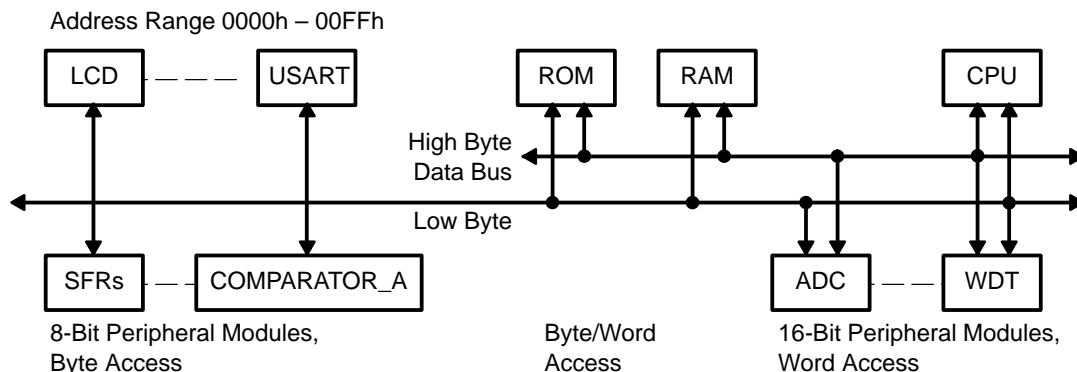 Address Range 0000h – 00FFh
LCD
USART
ROM
RAM
CPU
High Byte
Data Bus
Low Byte
SFRs
COMPARATOR_A
ADC
WDT
8-Bit Peripheral Modules,
Byte Access
Byte/Word
Access
16-Bit Peripheral Modules,
Word Access